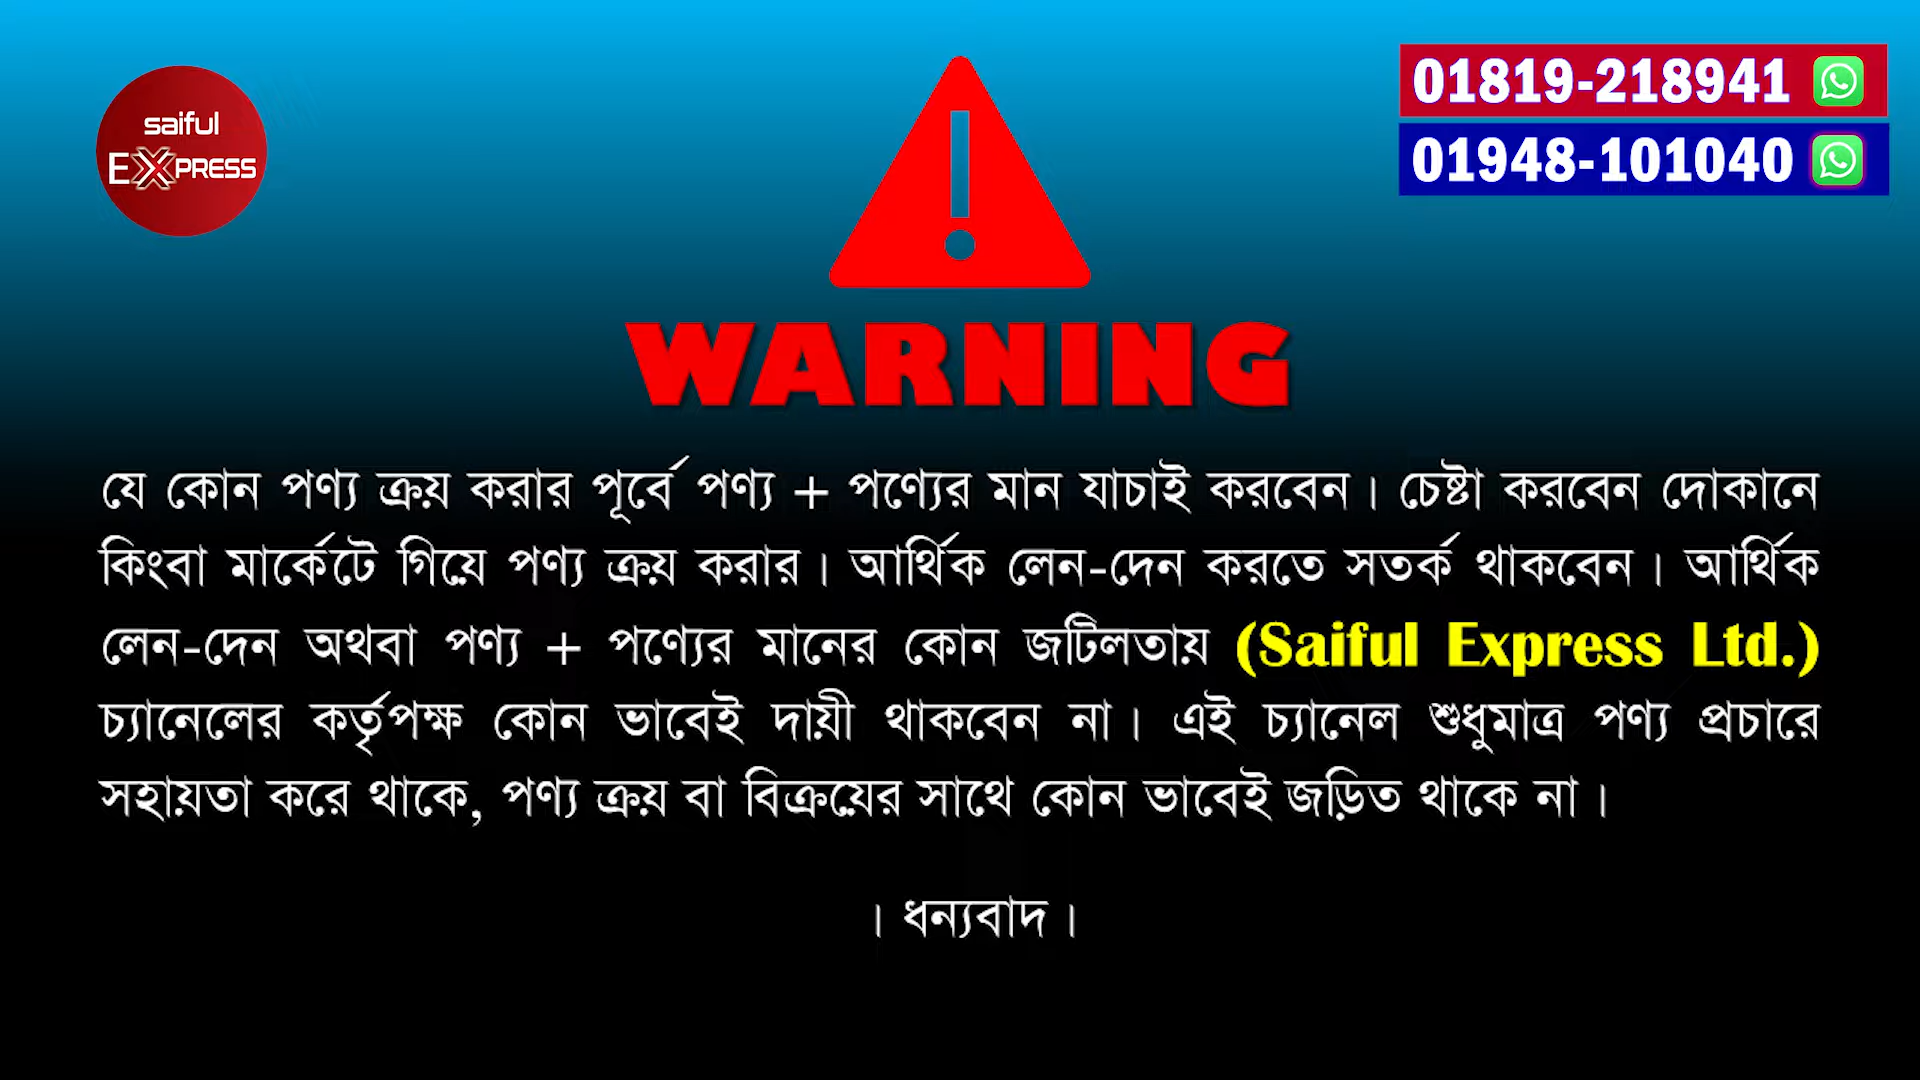 saiful
EXPRESS
01819-218941
01948-101040
WARNING
যে কোন পণ্য ক্রয় করার পূর্বে পণ্য + পণ্যের মান যাচাই করবেন। চেষ্টা করবেন দোকানে
কিংবা মার্কেটে গিয়ে পণ্য ক্রয় করার। আর্থিক লেন-দেন করতে সতর্ক থাকবেন। আর্থিক
লেন-দেন অথবা পণ্য + পণ্যের মানের কোন জটিলতায় (Saiful Express Ltd.)
চ্যানেলের কর্তৃপক্ষ কোন ভাবেই দায়ী থাকবেন না। এই চ্যানেল শুধুমাত্র পণ্য প্রচারে
সহায়তা করে থাকে, পণ্য ক্রয় বা বিক্রয়ের সাথে কোন ভাবেই জড়িত থাকে না।
। ধন্যবাদ।